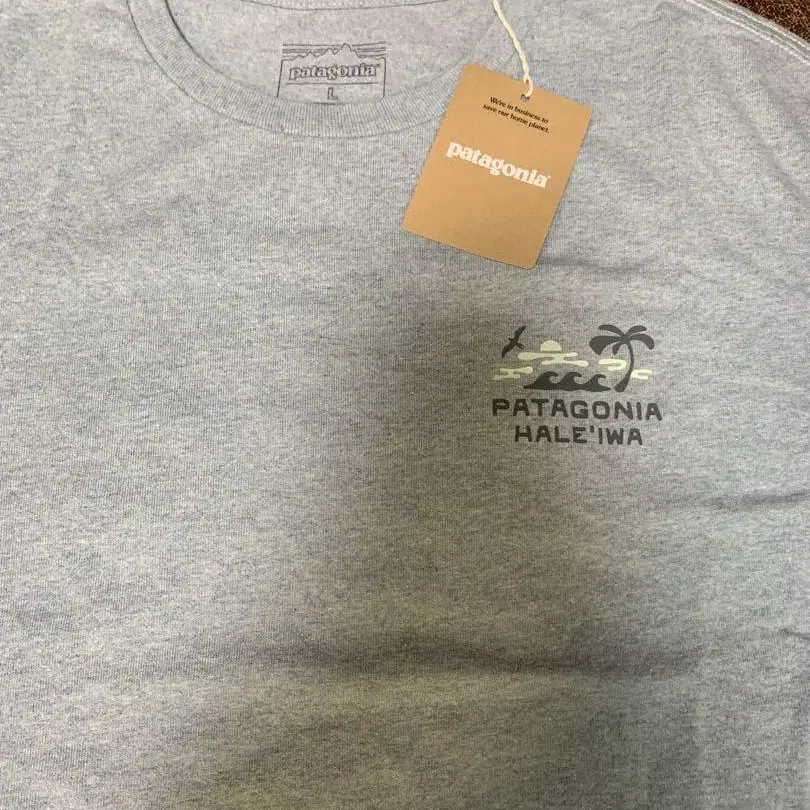 patagonia®
L
We're in business to
save our home planet.
patagonia®
PATAGONIA
HALE'IWA